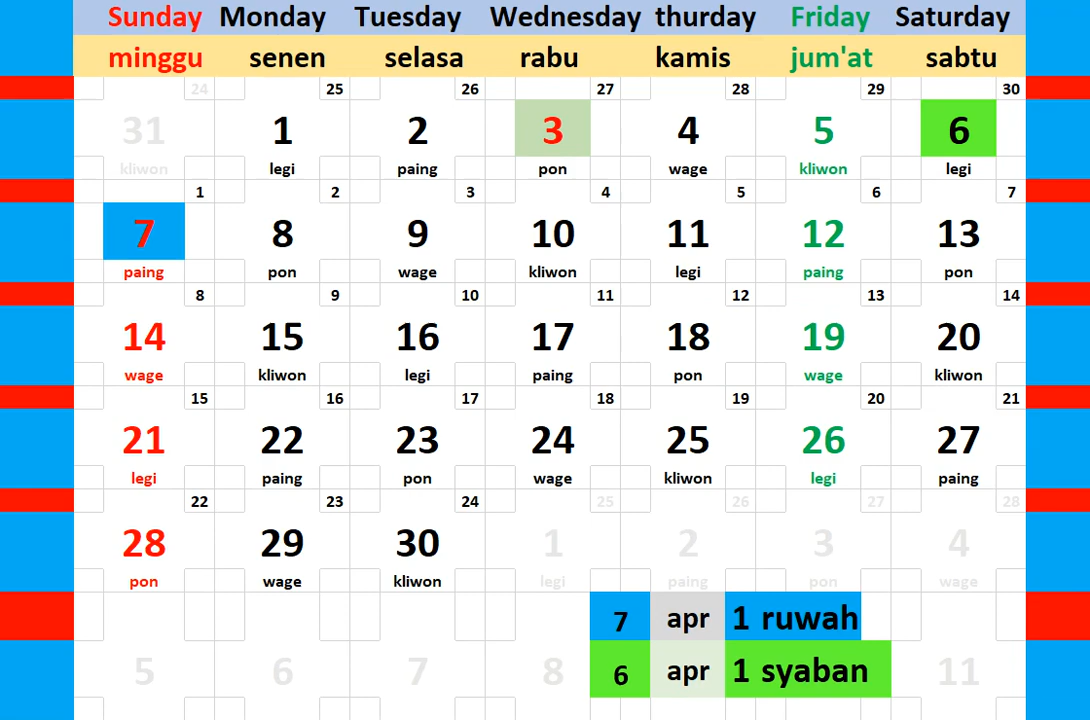 Sunday Monday Tuesday Wednesday thurday Friday Saturday
minggu senen selasa rabu kamis jum'at sabtu
24 25 26 27 28 29 30
31 1 2 3 4 5 6
kliwon legi paing pon wage kliwon legi
1 2 3 4 5 6 7
7 8 9 10 11 12 13
paing pon wage kliwon legi paing pon
8 9 10 11 12 13 14
14 15 16 17 18 19 20
wage kliwon legi paing pon wage kliwon
15 16 17 18 19 20 21
21 22 23 24 25 26 27
legi paing pon wage kliwon legi paing
22 23 24 25 26 27 28
28 29 30 1 2 3 4
pon wage kliwon legi paing pon wage
7 apr 1 ruwah
5 6 7 8 6 apr 1 syaban 11